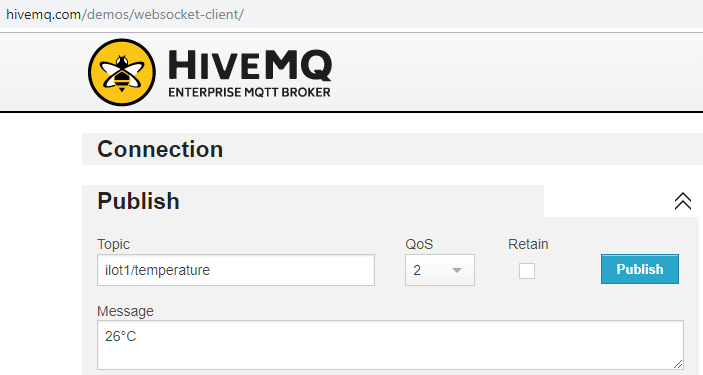 hivemq.com/demos/websocket-client/
HIVEMQ
ENTERPRISE MQTT BROKER
Connection
Publish
Topic QoS Retain
ilot1/temperature 2 Publish
Message
26°C